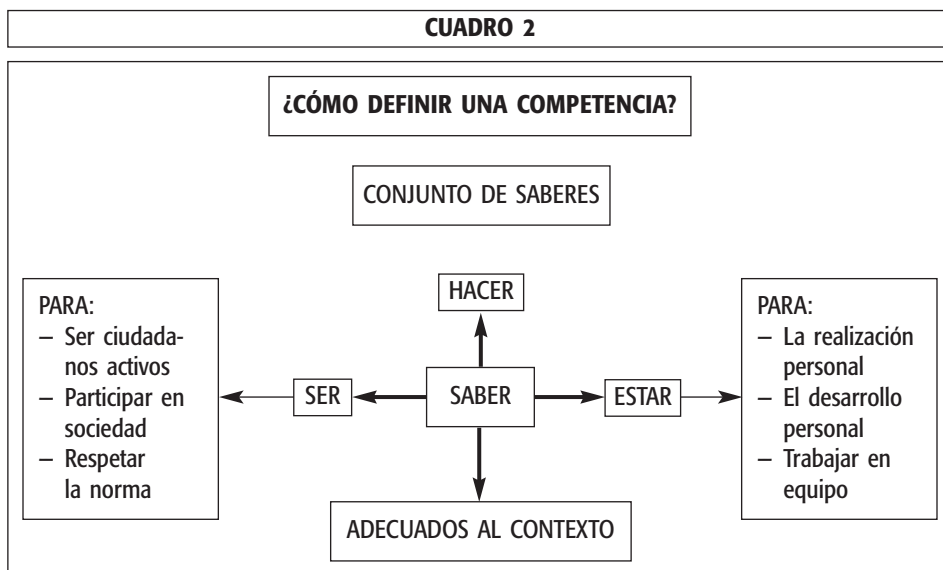 CUADRO 2
¿CÓMO DEFINIR UNA COMPETENCIA?
CONJUNTO DE SABERES
HACER
PARA:
– Ser ciudada-
nos activos
– Participar en
sociedad
– Respetar
la norma
SER
SABER
ESTAR
PARA:
– La realización
personal
– El desarrollo
personal
– Trabajar en
equipo
ADECUADOS AL CONTEXTO